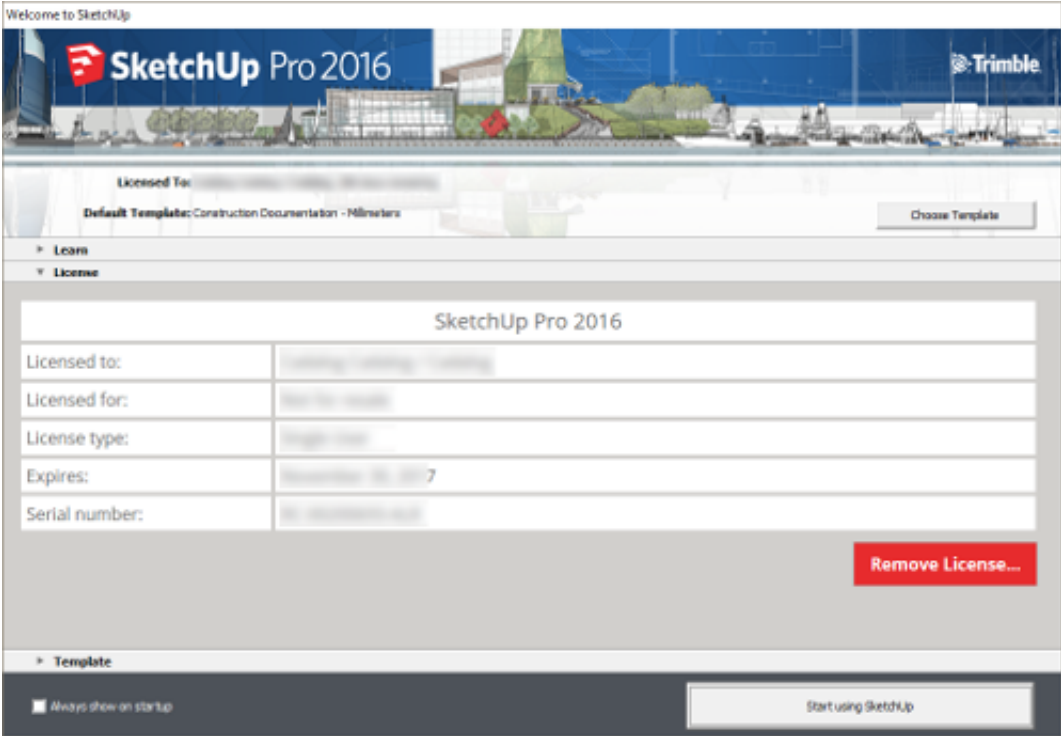 Welcome to SketchUp
SketchUp Pro 2016
Trimble
Licensed To:
Default Template: Construction Documentation - Millimeters
Choose Template
Learn
License
SketchUp Pro 2016
Licensed to:
Licensed for:
License type:
Expires: 7
Serial number:
Remove License...
Template
Always show on startup
Start using SketchUp